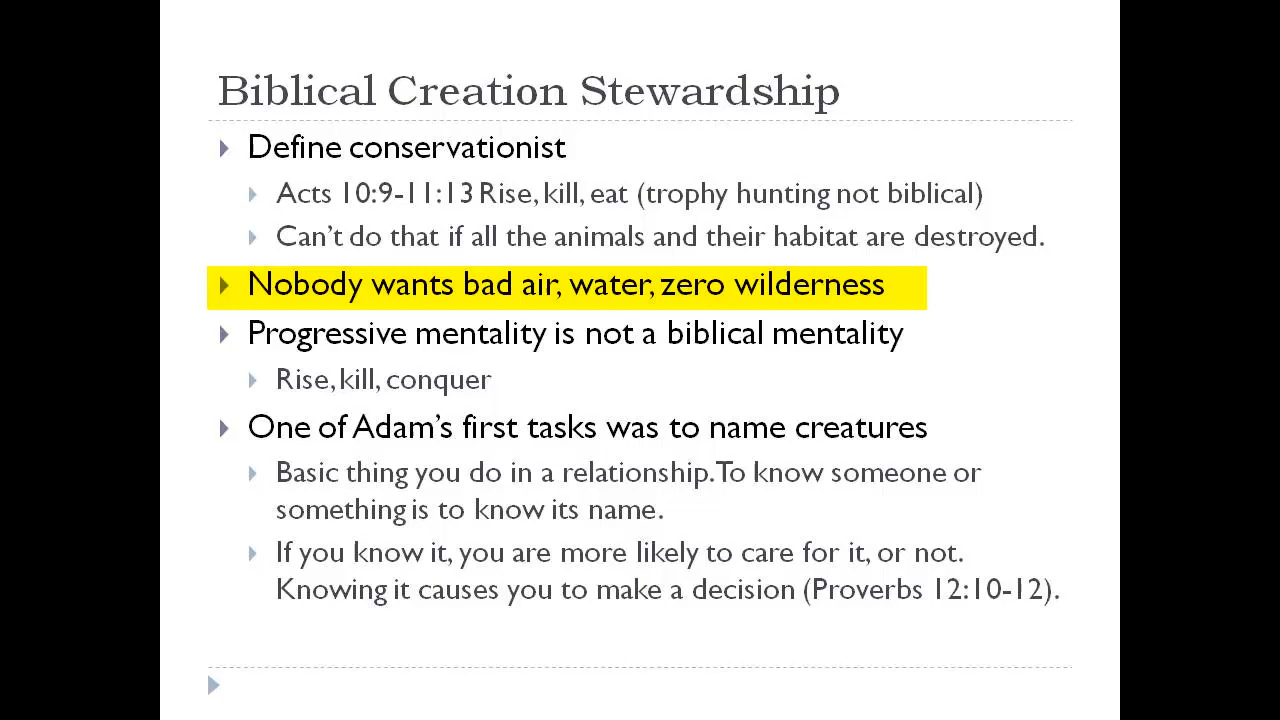 Biblical Creation Stewardship
Define conservationist
Acts 10:9-11:13 Rise, kill, eat (trophy hunting not biblical)
Can't do that if all the animals and their habitat are destroyed.
Nobody wants bad air, water, zero wilderness
Progressive mentality is not a biblical mentality
Rise, kill, conquer
One of Adam's first tasks was to name creatures
Basic thing you do in a relationship. To know someone or
something is to know its name.
If you know it, you are more likely to care for it, or not.
Knowing it causes you to make a decision (Proverbs 12:10-12).